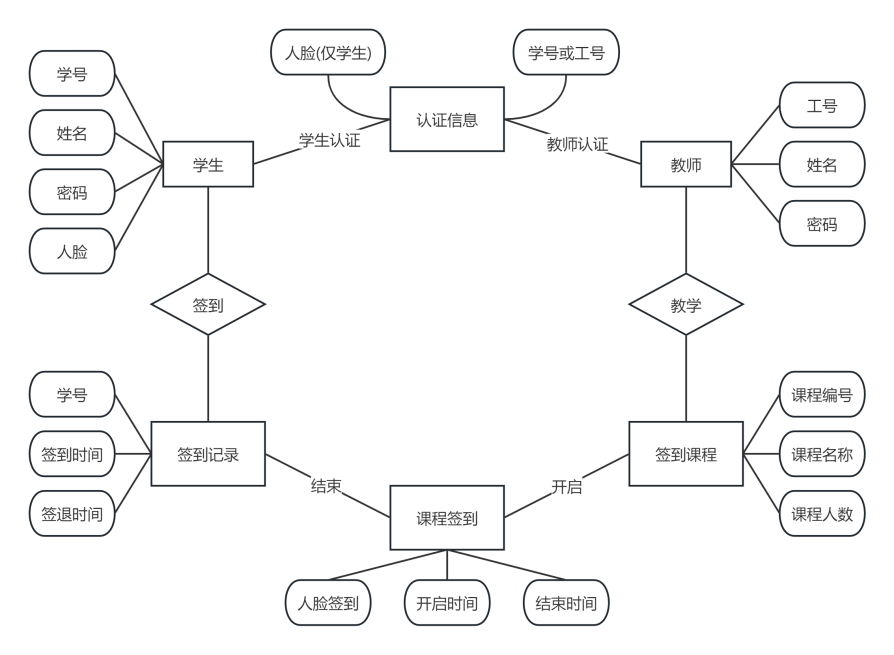 人脸(仅学生)
学号或工号
学号
姓名
密码
人脸
学生
学生认证
认证信息
教师认证
教师
工号
姓名
密码
签到
教学
学号
签到时间
签退时间
签到记录
结束
课程签到
开启
签到课程
课程编号
课程名称
课程人数
人脸签到
开启时间
结束时间